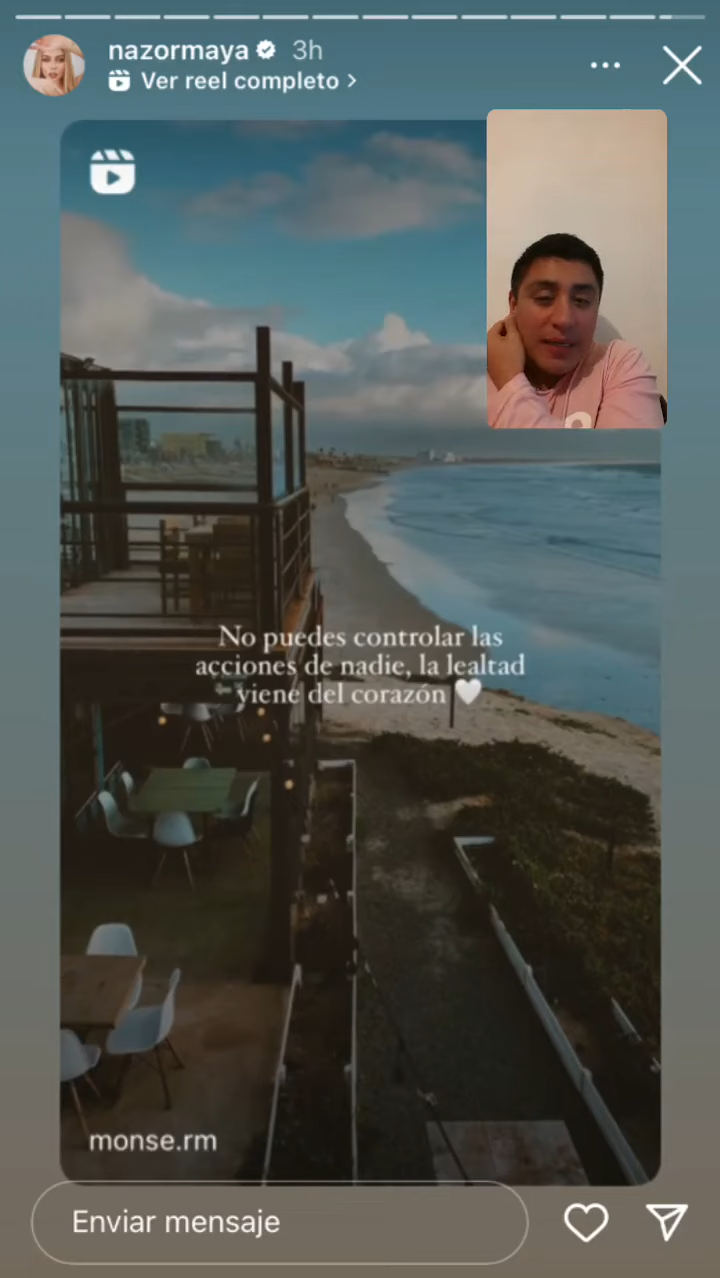 nazormaya 3h
Ver reel completo >
No puedes controlar las
acciones de nadie, la lealtad
viene del corazón 🤍
monse.rm
Enviar mensaje